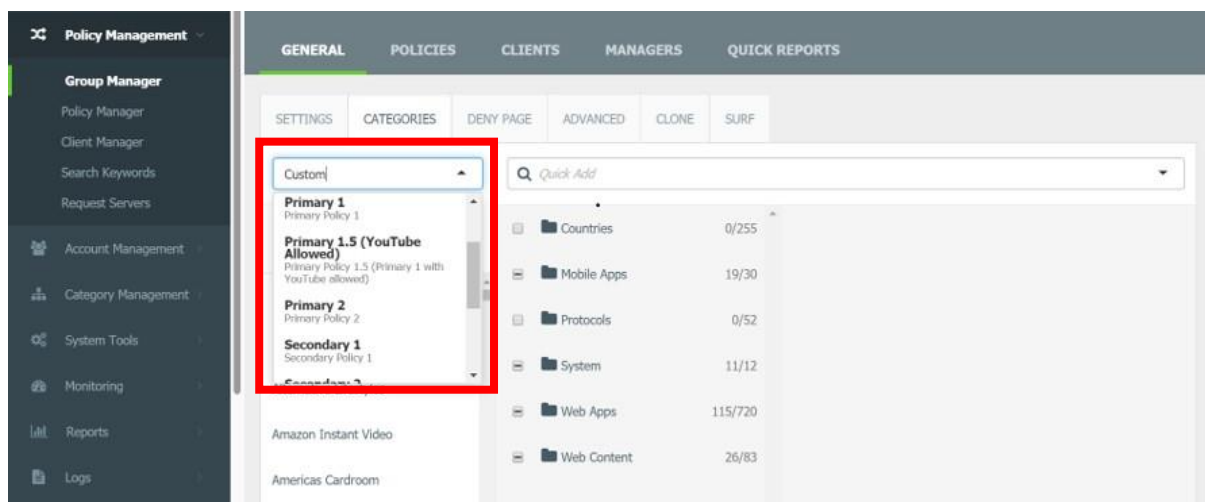 Policy Management
Group Manager
Policy Manager
Client Manager
Search Keywords
Request Servers
Account Management
Category Management
System Tools
Monitoring
Reports
Logs
GENERAL POLICIES CLIENTS MANAGERS QUICK REPORTS
SETTINGS CATEGORIES DENY PAGE ADVANCED CLONE SURF
Custom
Quick Add
Primary 1
Primary Policy 1
Primary 1.5 (YouTube
Allowed)
Primary Policy 1.5 (Primary 1 with
YouTube allowed)
Primary 2
Primary Policy 2
Secondary 1
Secondary Policy 1
Amazon Instant Video
Americas Cardroom
Countries 0/255
Mobile Apps 19/30
Protocols 0/52
System 11/12
Web Apps 115/720
Web Content 26/83